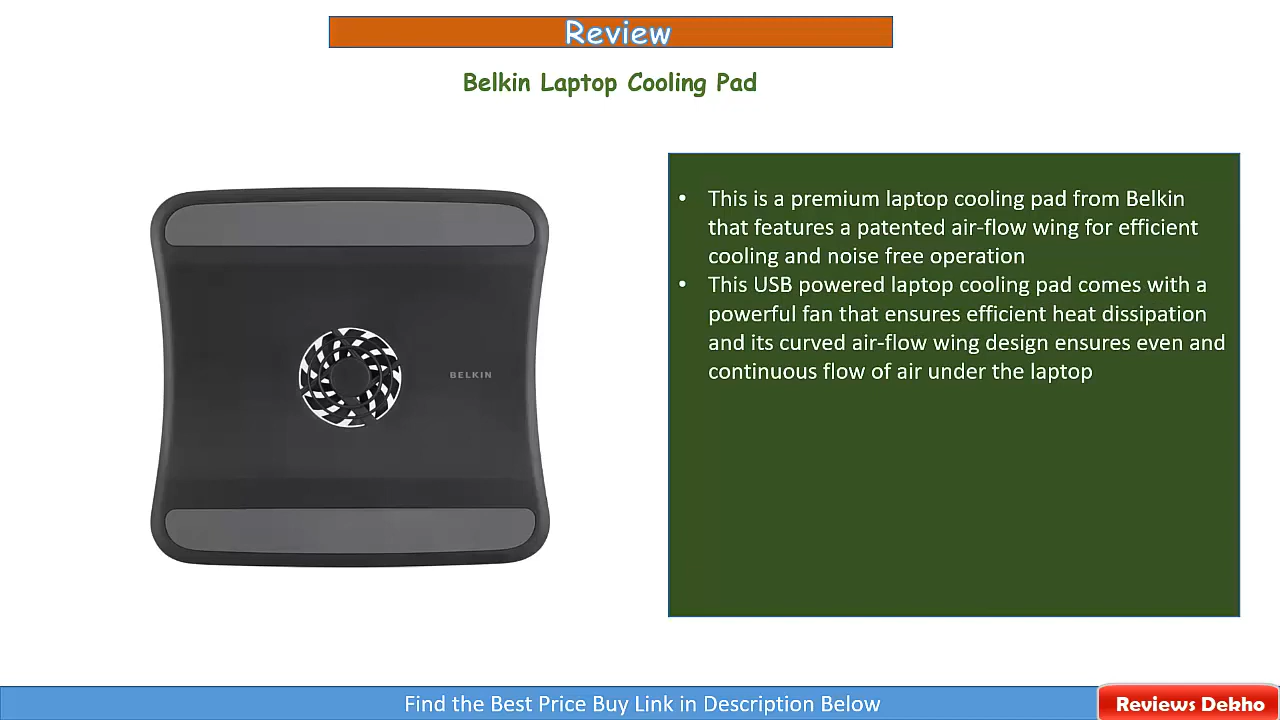 Review
Belkin Laptop Cooling Pad
• This is a premium laptop cooling pad from Belkin
that features a patented air-flow wing for efficient
cooling and noise free operation
• This USB powered laptop cooling pad comes with a
powerful fan that ensures efficient heat dissipation
and its curved air-flow wing design ensures even and
continuous flow of air under the laptop
BELKIN
Find the Best Price Buy Link in Description Below
Reviews Dekho